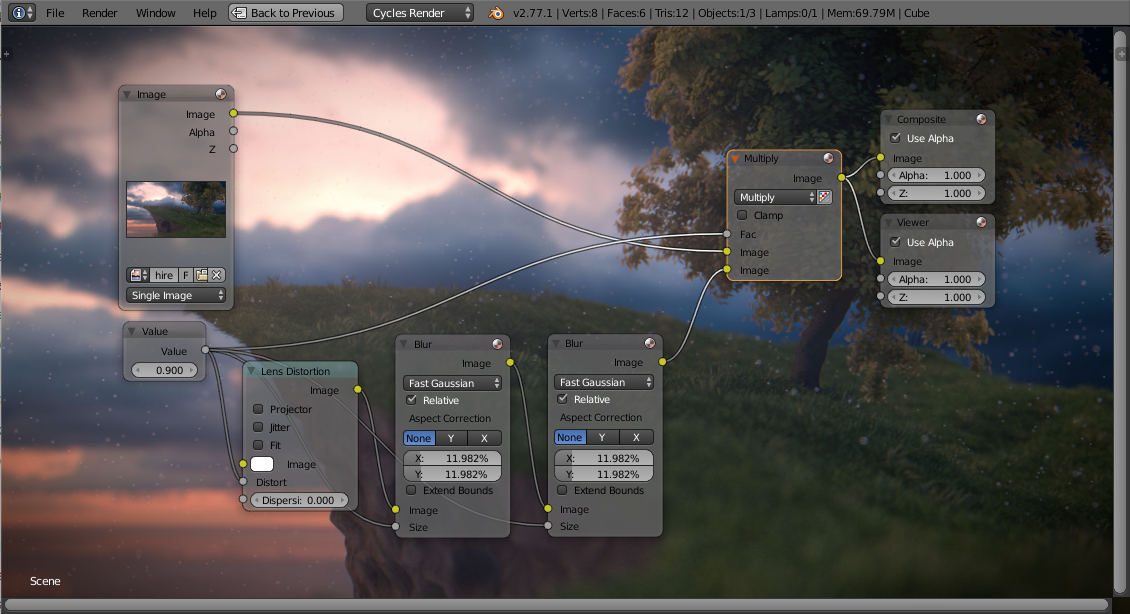 File Render Window Help Back to Previous Cycles Render v2.77.1 | Verts:8 | Faces:6 | Tris:12 | Objects:1/3 | Lamps:0/1 | Mem:69.79M | Cube
Image
Image
Alpha
Z
hire F
Single Image
Value
Value
0.900
Lens Distortion
Image
Projector
Jitter
Fit
Image
Distort
Dispersi: 0.000
Blur
Image
Fast Gaussian
Relative
Aspect Correction
None Y X
X: 11.982%
Y: 11.982%
Extend Bounds
Image
Size
Blur
Image
Fast Gaussian
Relative
Aspect Correction
None Y X
X: 11.982%
Y: 11.982%
Extend Bounds
Image
Size
Multiply
Image
Multiply
Clamp
Fac
Image
Image
Composite
Use Alpha
Image
Alpha: 1.000
Z: 1.000
Viewer
Use Alpha
Image
Alpha: 1.000
Z: 1.000
Scene